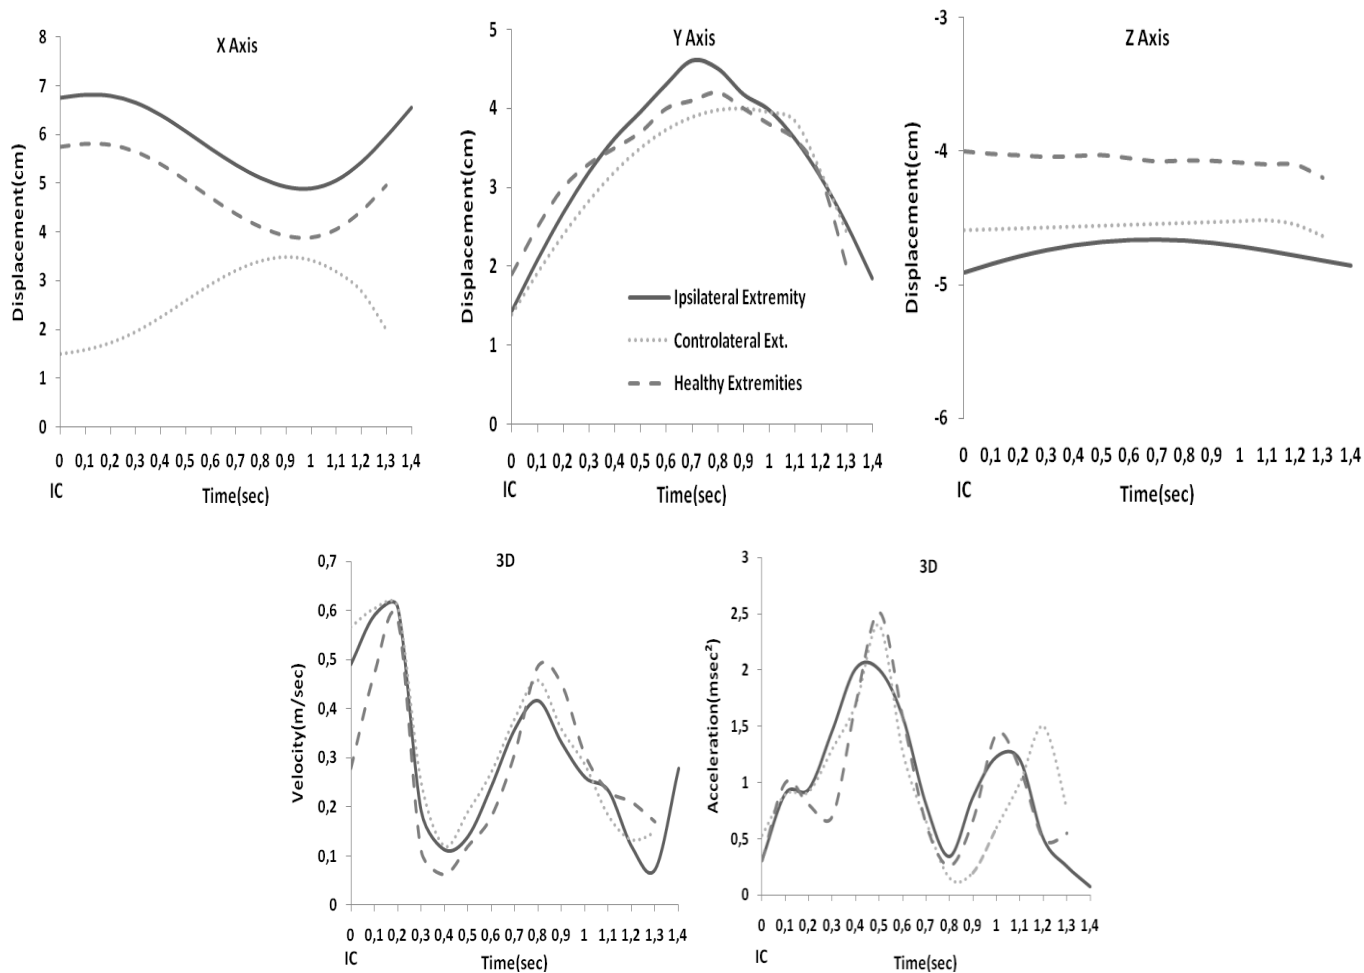 X Axis
8
7
6
5
4
3
2
1
0
Displacement(cm)
0 0,1 0,2 0,3 0,4 0,5 0,6 0,7 0,8 0,9 1 1,1 1,2 1,3 1,4
IC
Time(sec)
Y Axis
5
4
3
2
1
0
Displacement(cm)
Ipsilateral Extremity
Controlateral Ext.
Healthy Extremities
0 0,1 0,2 0,3 0,4 0,5 0,6 0,7 0,8 0,9 1 1,1 1,2 1,3 1,4
IC
Time(sec)
Z Axis
-3
-4
-5
-6
Displacement(cm)
0 0,1 0,2 0,3 0,4 0,5 0,6 0,7 0,8 0,9 1 1,1 1,2 1,3 1,4
IC
Time(sec)
3D
0,7
0,6
0,5
0,4
0,3
0,2
0,1
0
Velocity(m/sec)
0 0,1 0,2 0,3 0,4 0,5 0,6 0,7 0,8 0,9 1 1,1 1,2 1,3 1,4
IC
Time(sec)
3D
3
2,5
2
1,5
1
0,5
0
Acceleration(msec²)
0 0,1 0,2 0,3 0,4 0,5 0,6 0,7 0,8 0,9 1 1,1 1,2 1,3 1,4
IC
Time(sec)